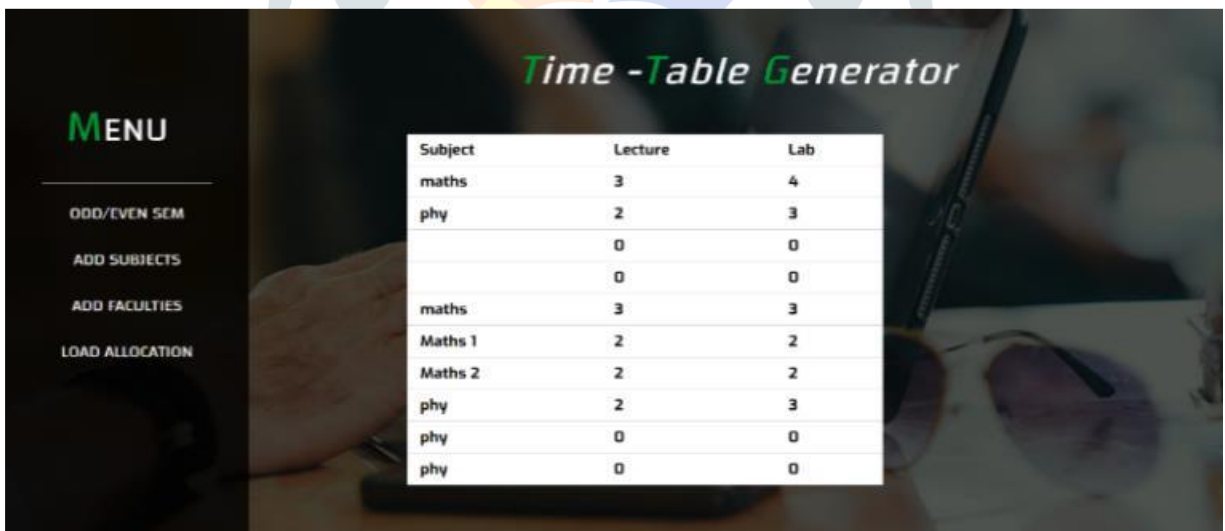 Time -Table Generator
MENU
ODD/EVEN SEM
ADD SUBJECTS
ADD FACULTIES
LOAD ALLOCATION
Subject Lecture Lab
maths 3 4
phy 2 3
0 0
0 0
maths 3 3
Maths 1 2 2
Maths 2 2 2
phy 2 3
phy 0 0
phy 0 0